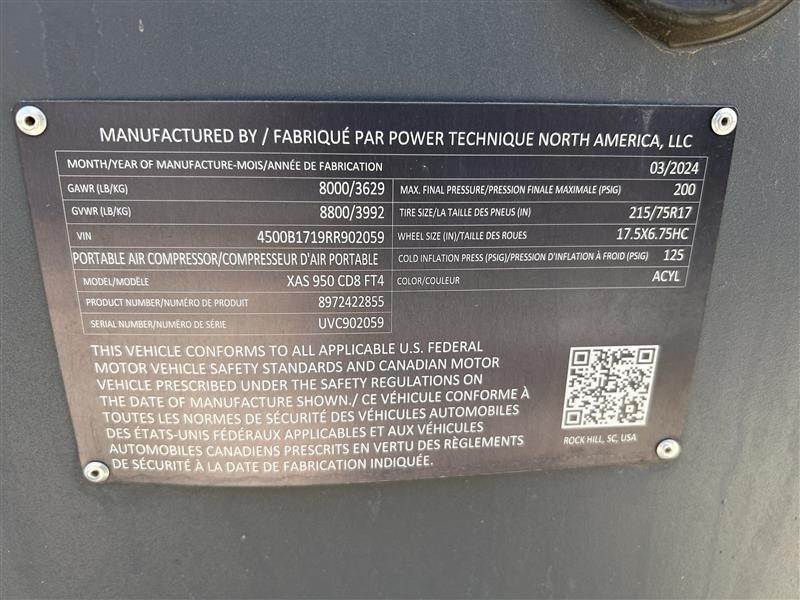 MANUFACTURED BY / FABRIQUÉ PAR POWER TECHNIQUE NORTH AMERICA, LLC
MONTH/YEAR OF MANUFACTURE-MOIS/ANNÉE DE FABRICATION 03/2024
GAWR (LB/KG) 8000/3629
GVWR (LB/KG) 8800/3992
VIN 4500B1719RR902059
PORTABLE AIR COMPRESSOR/COMPRESSEUR D'AIR PORTABLE
MODEL/MODÈLE XAS 950 CD8 FT4
PRODUCT NUMBER/NUMÉRO DE PRODUIT 8972422855
SERIAL NUMBER/NUMÉRO DE SÉRIE UVC902059
MAX. FINAL PRESSURE/PRESSION FINALE MAXIMALE (PSIG) 200
TIRE SIZE/LA TAILLE DES PNEUS (IN) 215/75R17
WHEEL SIZE (IN)/TAILLE DES ROUES 17.5X6.75HC
COLD INFLATION PRESS (PSIG)/PRESSION D'INFLATION À FROID (PSIG) 125
COLOR/COULEUR ACYL
THIS VEHICLE CONFORMS TO ALL APPLICABLE U.S. FEDERAL
MOTOR VEHICLE SAFETY STANDARDS AND CANADIAN MOTOR
VEHICLE PRESCRIBED UNDER THE SAFETY REGULATIONS ON
THE DATE OF MANUFACTURE SHOWN./ CE VÉHICULE CONFORME À
TOUTES LES NORMES DE SÉCURITÉ DES VÉHICULES AUTOMOBILES
DES ÉTATS-UNIS FÉDÉRAUX APPLICABLES ET AUX VÉHICULES
AUTOMOBILES CANADIENS PRESCRITS EN VERTU DES RÈGLEMENTS
DE SÉCURITÉ À LA DATE DE FABRICATION INDIQUÉE.
ROCK HILL, SC, USA